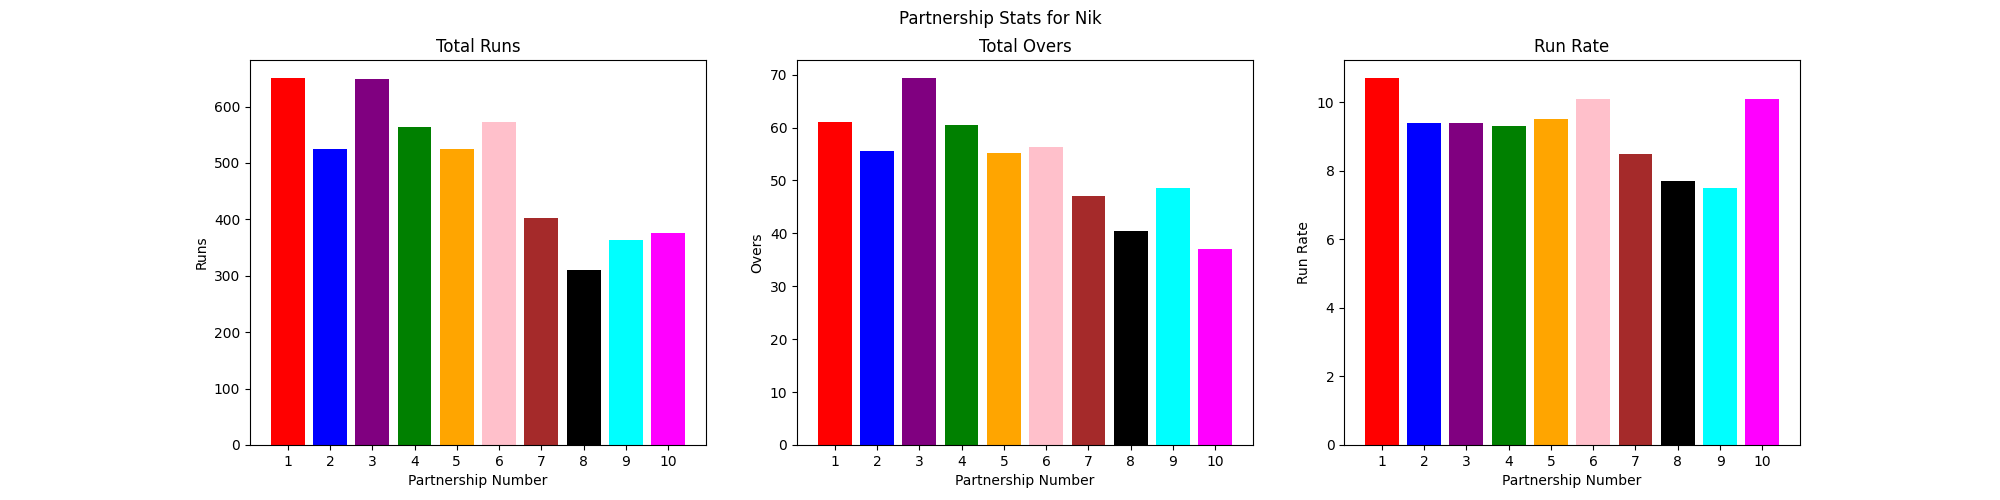 Partnership Stats for Nik
Total Runs
Runs
600
500
400
300
200
100
0
1 2 3 4 5 6 7 8 9 10
Partnership Number
Total Overs
Overs
70
60
50
40
30
20
10
0
1 2 3 4 5 6 7 8 9 10
Partnership Number
Run Rate
Run Rate
10
8
6
4
2
0
1 2 3 4 5 6 7 8 9 10
Partnership Number